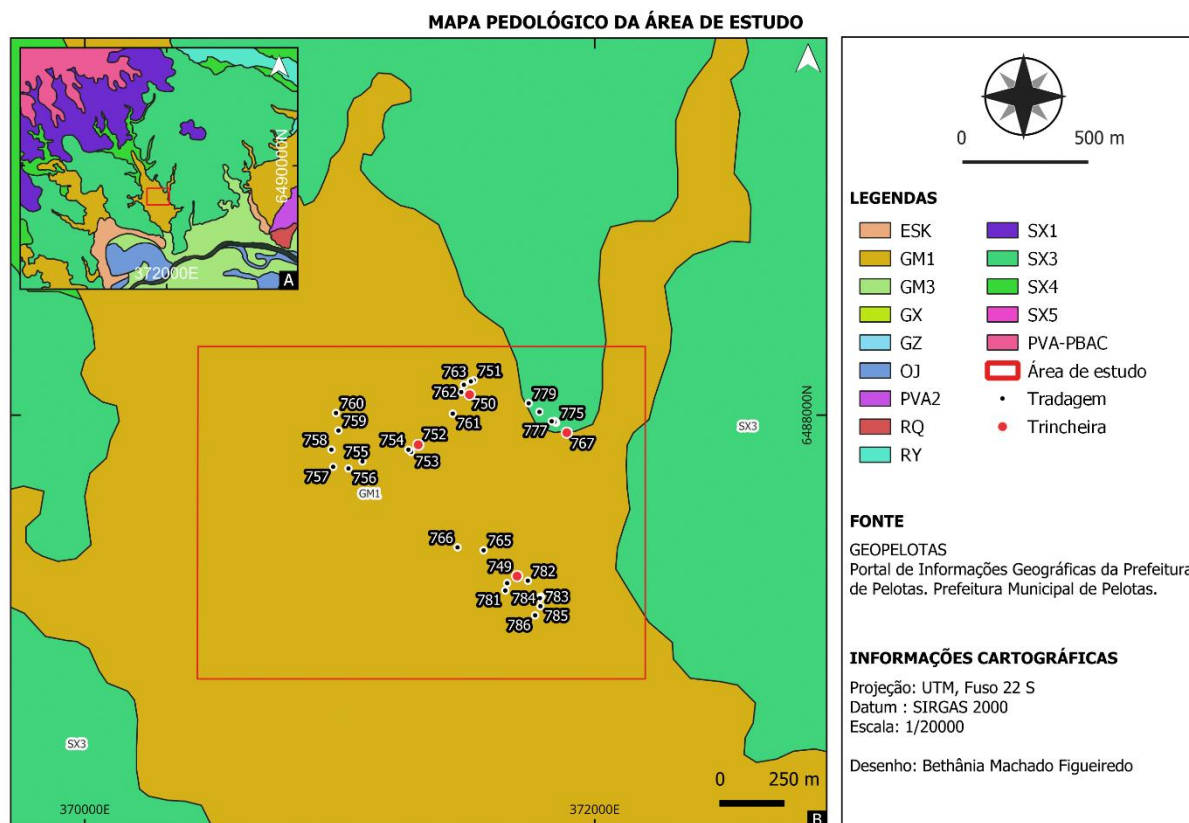 MAPA PEDOLÓGICO DA ÁREA DE ESTUDO
6490000N
372000E
A
763
751
762
750
760
761
759
779
775
777
767
758
755
754
752
753
757
756
GM1
SX3
6488000N
766
765
749
782
781
784
783
786
785
SX3
0 250 m
370000E
372000E
B
0 500 m
LEGENDAS
ESK
GM1
GM3
GX
GZ
OJ
PVA2
RQ
RY
SX1
SX3
SX4
SX5
PVA-PBAC
Área de estudo
Tradagem
Trincheira
FONTE
GEOPELOTAS
Portal de Informações Geográficas da Prefeitura
de Pelotas. Prefeitura Municipal de Pelotas.
INFORMAÇÕES CARTOGRÁFICAS
Projeção: UTM, Fuso 22 S
Datum : SIRGAS 2000
Escala: 1/20000
Desenho: Bethânia Machado Figueiredo